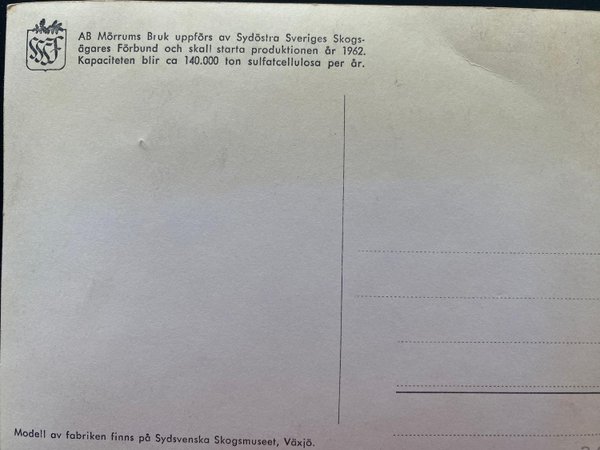 AB Mörrums Bruk uppförs av Sydöstra Sveriges Skogs-
ägares Förbund och skall starta produktionen år 1962.
Kapaciteten blir ca 140.000 ton sulfatcellulosa per år.
Modell av fabriken finns på Sydsvenska Skogsmuseet, Växjö.